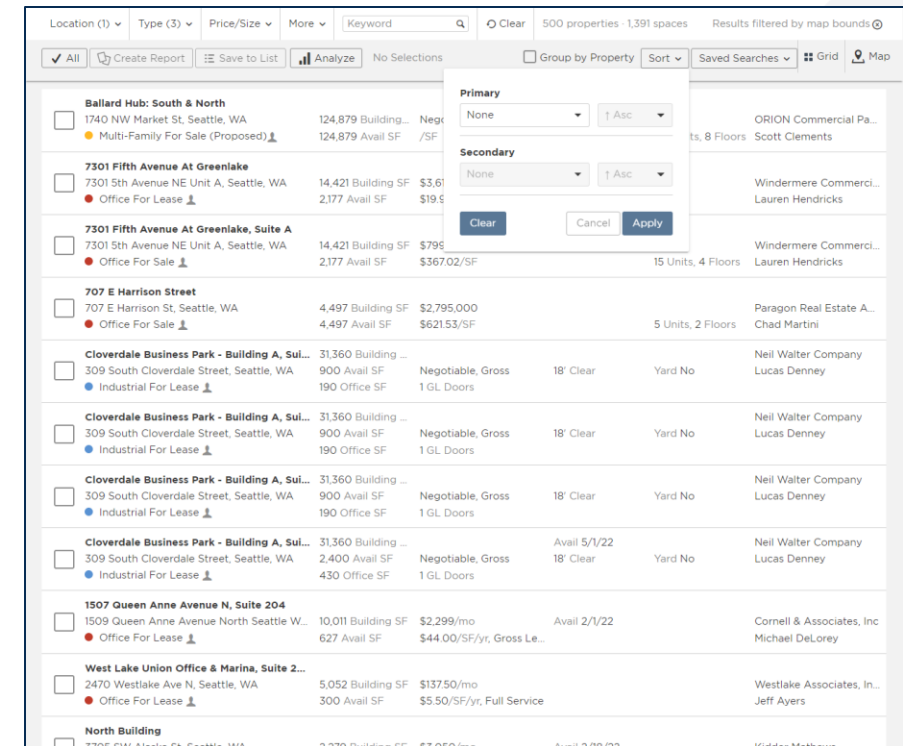 Location (1) Type (3) Price/Size More Keyword Clear 500 properties · 1,391 spaces Results filtered by map bounds
All Create Report Save to List Analyze No Selections Group by Property Sort Saved Searches Grid Map
Primary
None ↑ Asc
Secondary
None ↑ Asc
Clear Cancel Apply
Ballard Hub: South & North
1740 NW Market St, Seattle, WA 124,879 Building... ORION Commercial Pa...
Multi-Family For Sale (Proposed) 124,879 Avail SF /SF 8 Floors Scott Clements
7301 Fifth Avenue At Greenlake
7301 5th Avenue NE Unit A, Seattle, WA 14,421 Building SF Windermere Commerci...
Office For Lease 2,177 Avail SF Lauren Hendricks
7301 Fifth Avenue At Greenlake, Suite A
7301 5th Avenue NE Unit A, Seattle, WA 14,421 Building SF Windermere Commerci...
Office For Sale 2,177 Avail SF $367.02/SF 15 Units, 4 Floors Lauren Hendricks
707 E Harrison Street
707 E Harrison St, Seattle, WA 4,497 Building SF $2,795,000 Paragon Real Estate A...
Office For Sale 4,497 Avail SF $621.53/SF 5 Units, 2 Floors Chad Martini
Cloverdale Business Park - Building A, Sui... 31,360 Building ... Neil Walter Company
309 South Cloverdale Street, Seattle, WA 900 Avail SF Negotiable, Gross 18' Clear Yard No Lucas Denney
Industrial For Lease 190 Office SF 1 GL Doors
Cloverdale Business Park - Building A, Sui... 31,360 Building ... Neil Walter Company
309 South Cloverdale Street, Seattle, WA 900 Avail SF Negotiable, Gross 18' Clear Yard No Lucas Denney
Industrial For Lease 190 Office SF 1 GL Doors
Cloverdale Business Park - Building A, Sui... 31,360 Building ... Neil Walter Company
309 South Cloverdale Street, Seattle, WA 900 Avail SF Negotiable, Gross 18' Clear Yard No Lucas Denney
Industrial For Lease 190 Office SF 1 GL Doors
Cloverdale Business Park - Building A, Sui... 31,360 Building ... Avail 5/1/22 Neil Walter Company
309 South Cloverdale Street, Seattle, WA 2,400 Avail SF Negotiable, Gross 18' Clear Yard No Lucas Denney
Industrial For Lease 430 Office SF 1 GL Doors
1507 Queen Anne Avenue N, Suite 204
1509 Queen Anne Avenue North Seattle W... 10,011 Building SF $2,299/mo Avail 2/1/22 Cornell & Associates, Inc
Office For Lease 627 Avail SF $44.00/SF/yr, Gross Le... Michael DeLorey
West Lake Union Office & Marina, Suite 2...
2470 Westlake Ave N, Seattle, WA 5,052 Building SF $137.50/mo Westlake Associates, In...
Office For Lease 300 Avail SF $5.50/SF/yr, Full Service Jeff Ayers
North Building